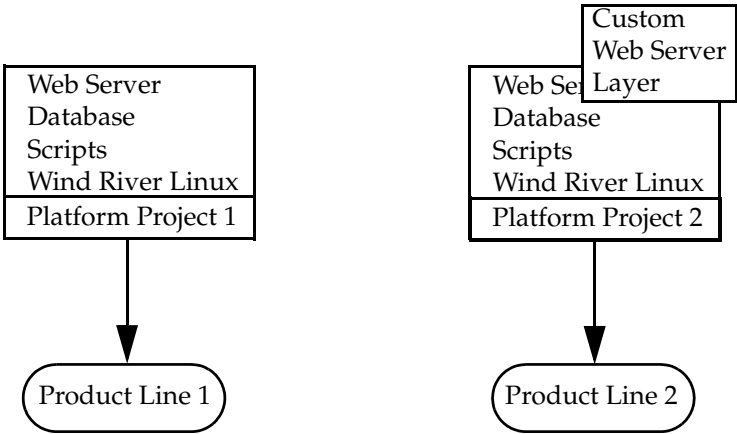 Web Server
Database
Scripts
Wind River Linux
Platform Project 1
Product Line 1
Custom
Web Server
Layer
Web
Database
Scripts
Wind River Linux
Platform Project 2
Product Line 2